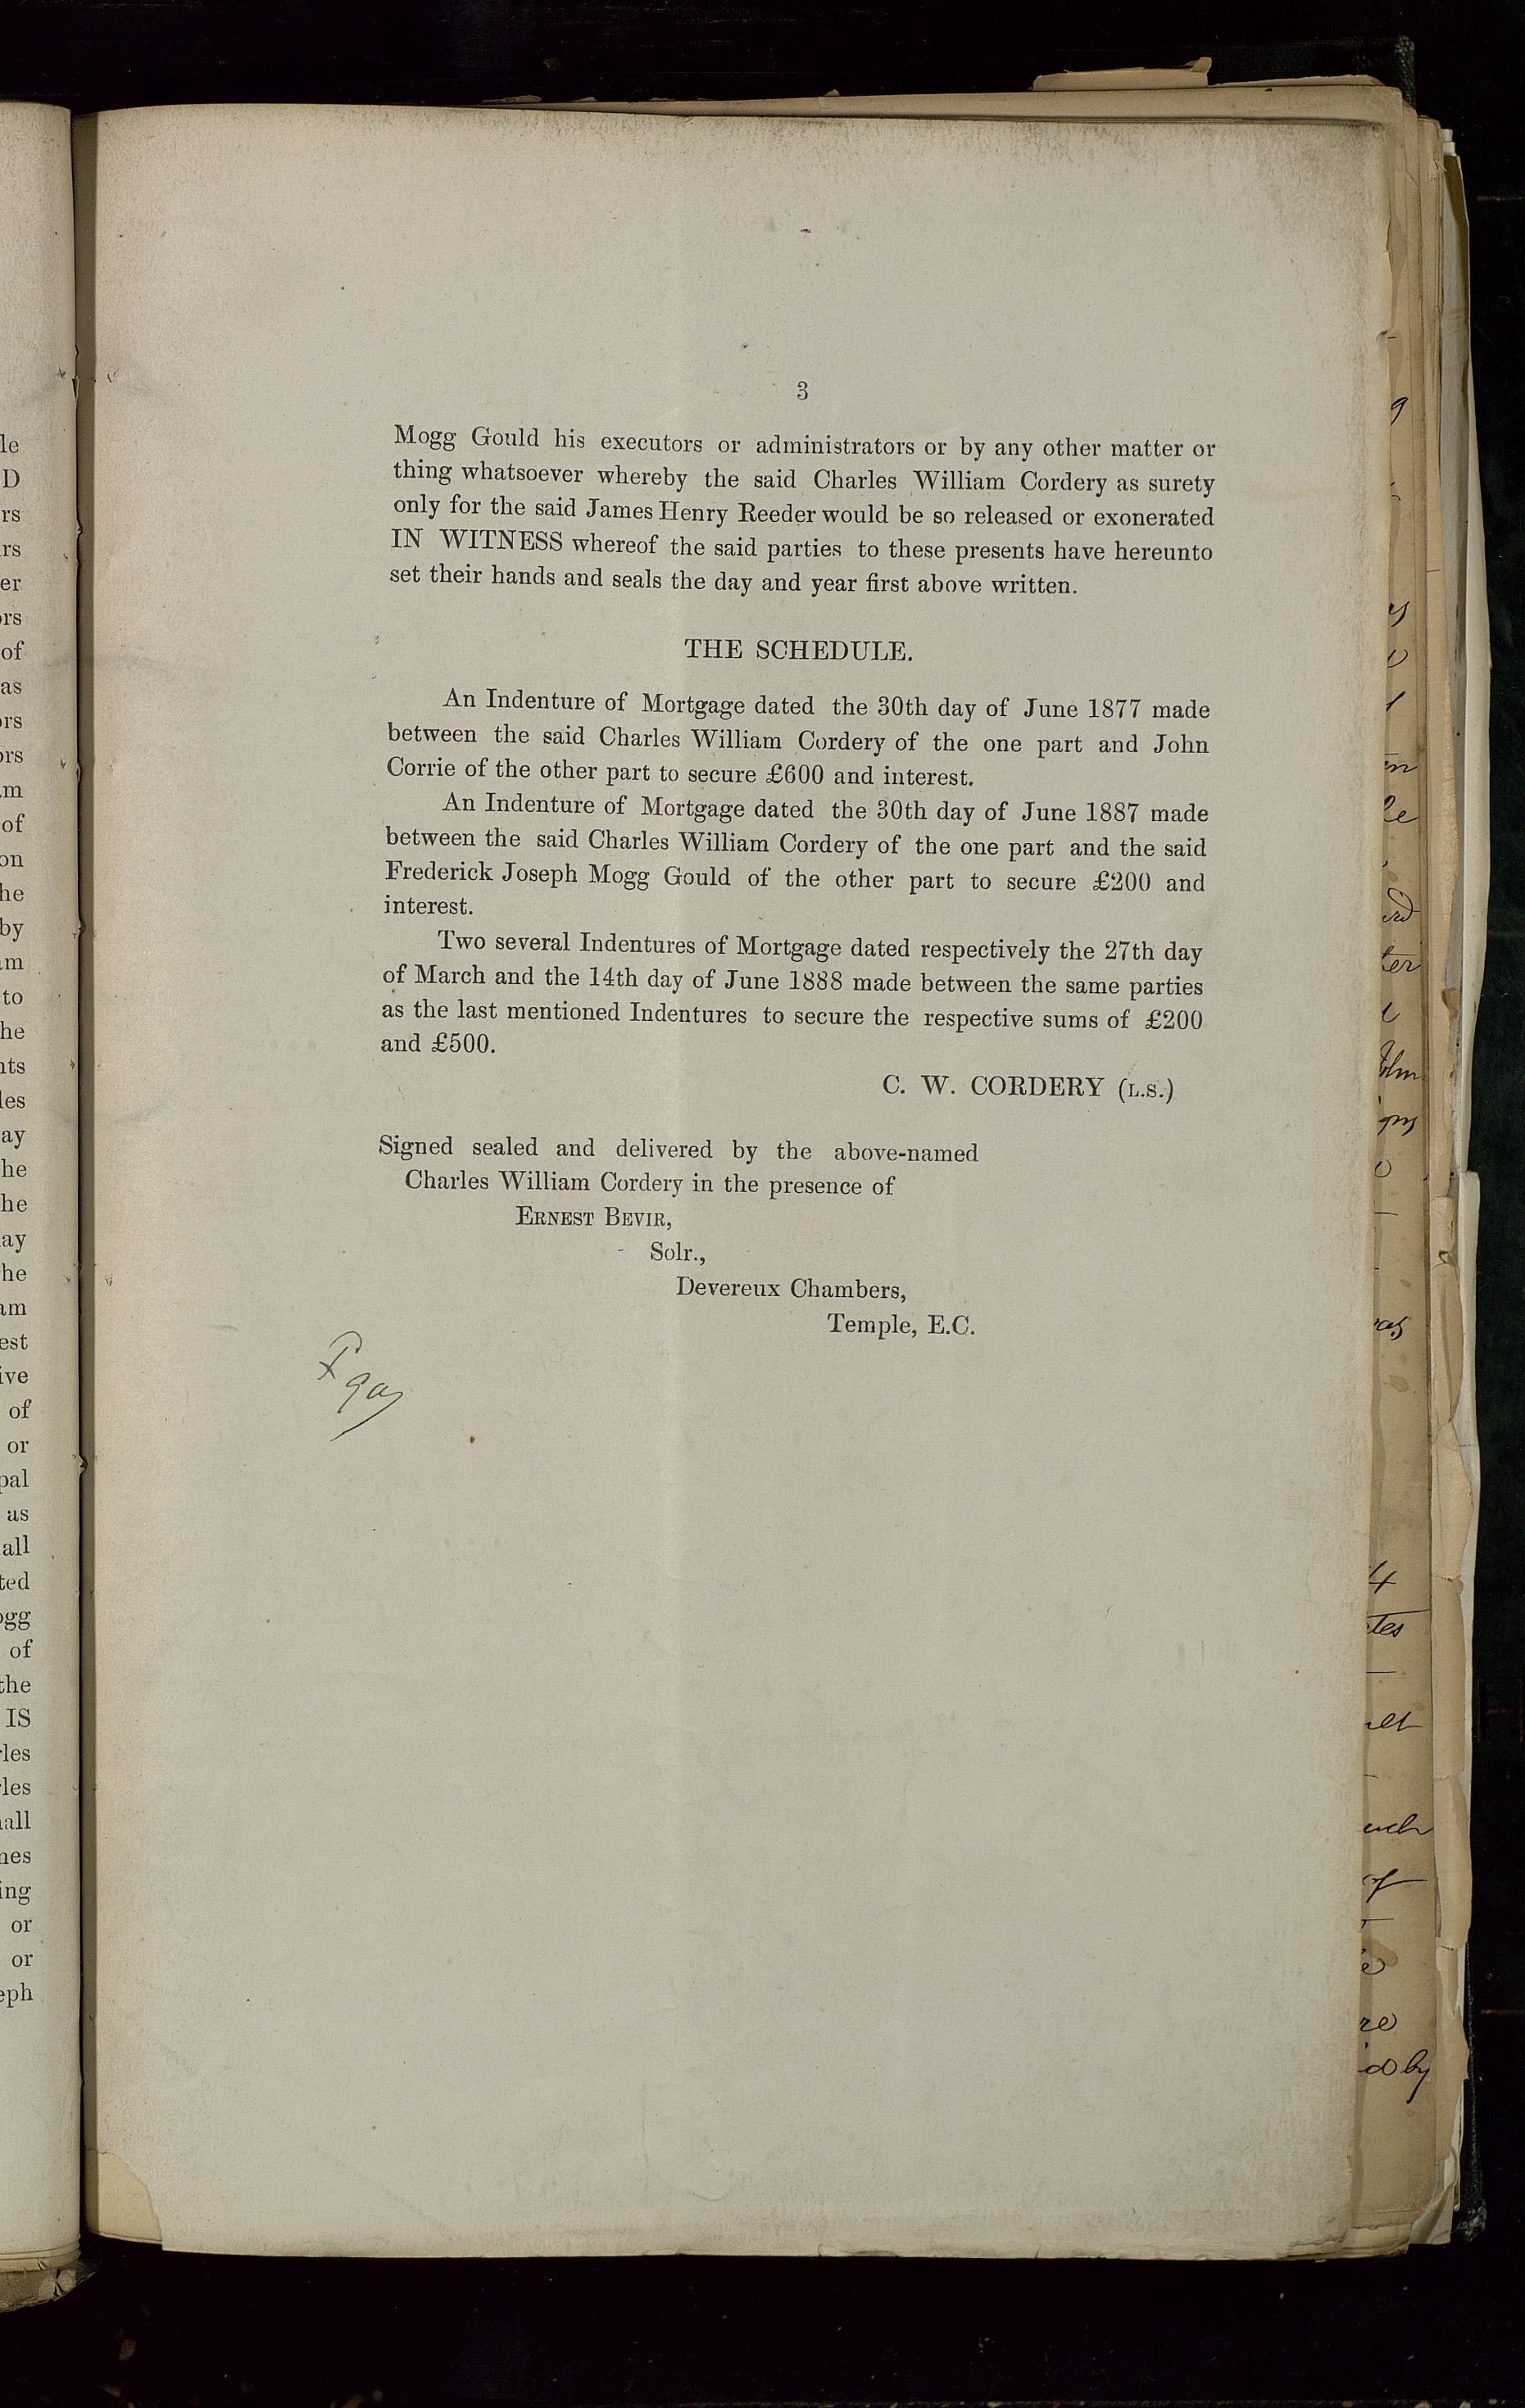 3
Mogg Gould his executors or administrators or by any other matter or
thing whatsoever whereby the said Charles William Cordery as surety
only for the said James Henry Reeder would be so released or exonerated
IN WITNESS whereof the said parties to these presents have hereunto
set their hands and seals the day and year first above written.
THE SCHEDULE.
An Indenture of Mortgage dated the 30th day of June 1877 made
between the said Charles William Cordery of the one part and John
Corrie of the other part to secure £600 and interest.
An Indenture of Mortgage dated the 30th day of June 1887 made
between the said Charles William Cordery of the one part and the said
Frederick Joseph Mogg Gould of the other part to secure £200 and
interest.
Two several Indentures of Mortgage dated respectively the 27th day
of March and the 14th day of June 1888 made between the same parties
as the last mentioned Indentures to secure the respective sums of £200
and £500.
C. W. CORDERY (L.S.)
Signed sealed and delivered by the above-named
Charles William Cordery in the presence of
ERNEST BEVIR,
Solr.,
Devereux Chambers,
Temple, E.C.